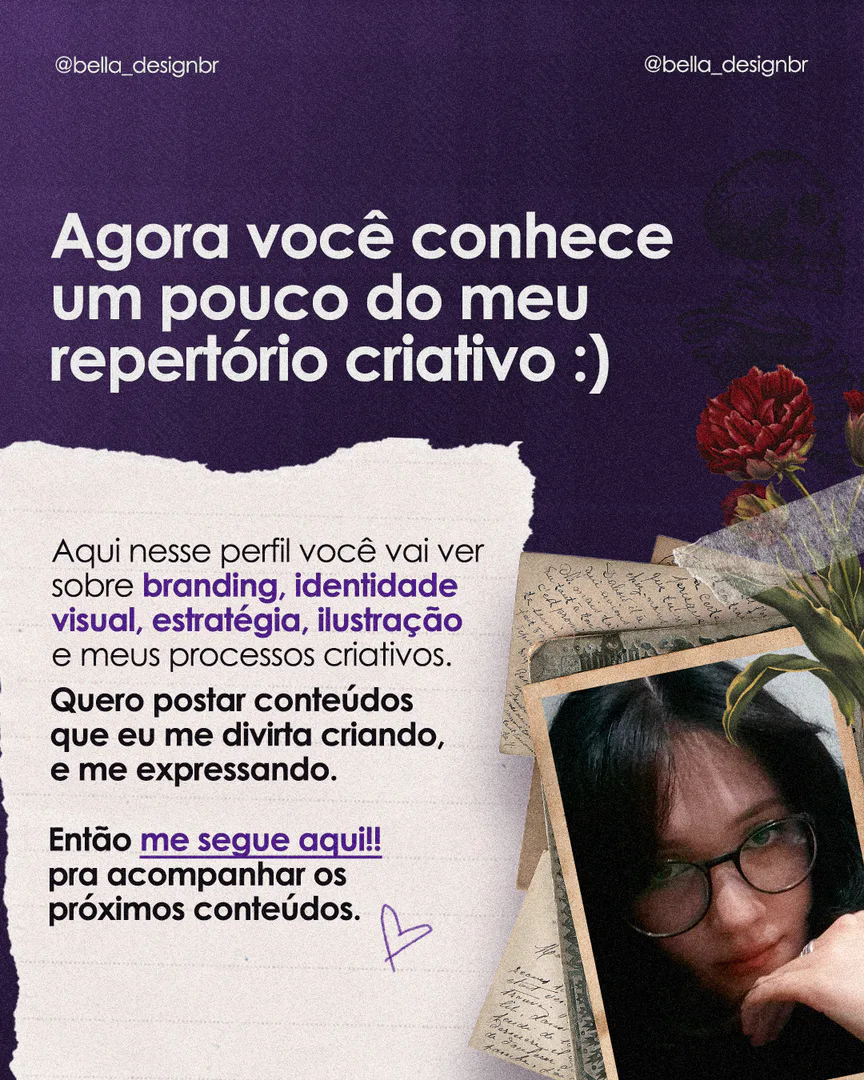 @bella_designbr
@bella_designbr
Agora você conhece
um pouco do meu
repertório criativo :)
Aqui nesse perfil você vai ver
sobre branding, identidade
visual, estratégia, ilustração
e meus processos criativos.
Quero postar conteúdos
que eu me divirta criando,
e me expressando.
Então me segue aqui!!
pra acompanhar os
próximos conteúdos.